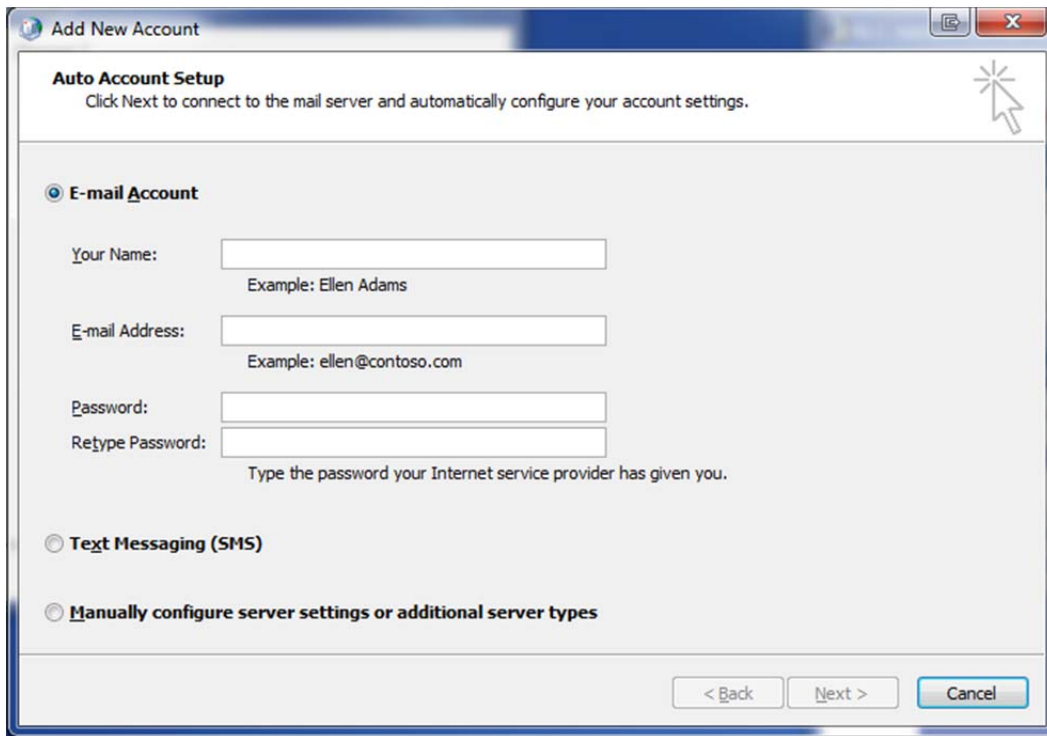 Add New Account
Auto Account Setup
Click Next to connect to the mail server and automatically configure your account settings.
E-mail Account
Your Name:
Example: Ellen Adams
E-mail Address:
Example: ellen@contoso.com
Password:
Retype Password:
Type the password your Internet service provider has given you.
Text Messaging (SMS)
Manually configure server settings or additional server types
< Back Next > Cancel